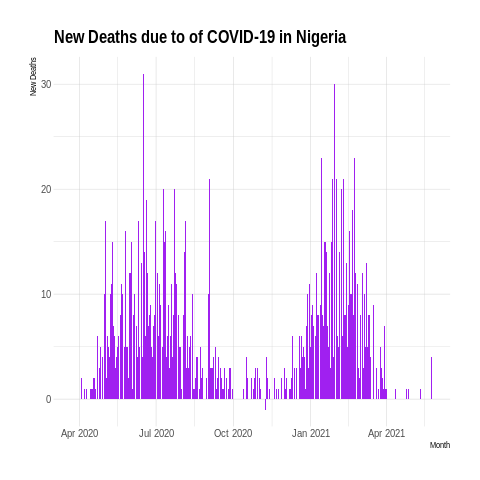 New Deaths due to of COVID-19 in Nigeria
New Deaths
30
20
10
0
Apr 2020 Jul 2020 Oct 2020 Jan 2021 Apr 2021
Month